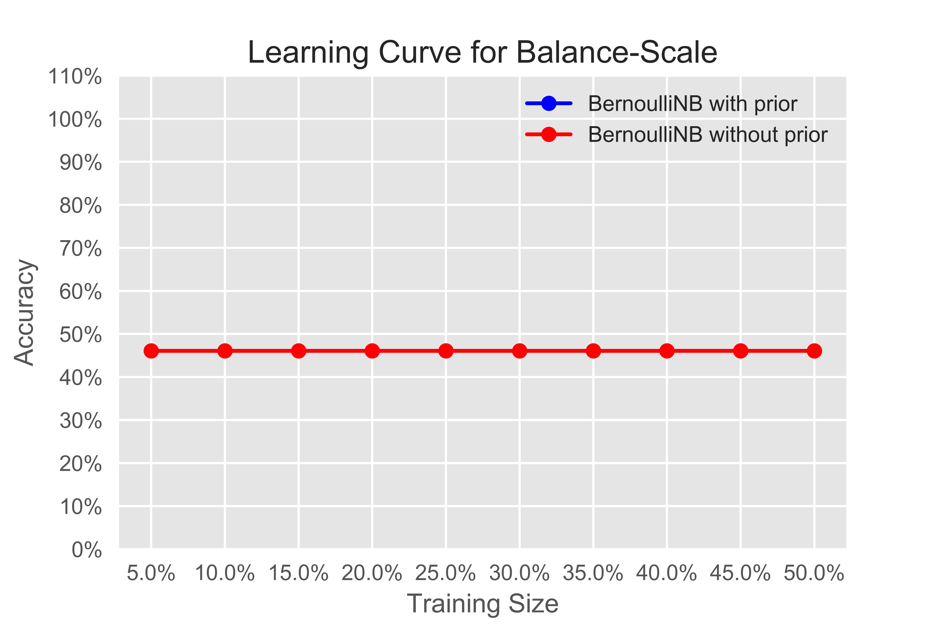 Learning Curve for Balance-Scale
110%
100%
90%
80%
70%
60%
50%
40%
30%
20%
10%
0%
BernoulliNB with prior
BernoulliNB without prior
Accuracy
5.0% 10.0% 15.0% 20.0% 25.0% 30.0% 35.0% 40.0% 45.0% 50.0%
Training Size